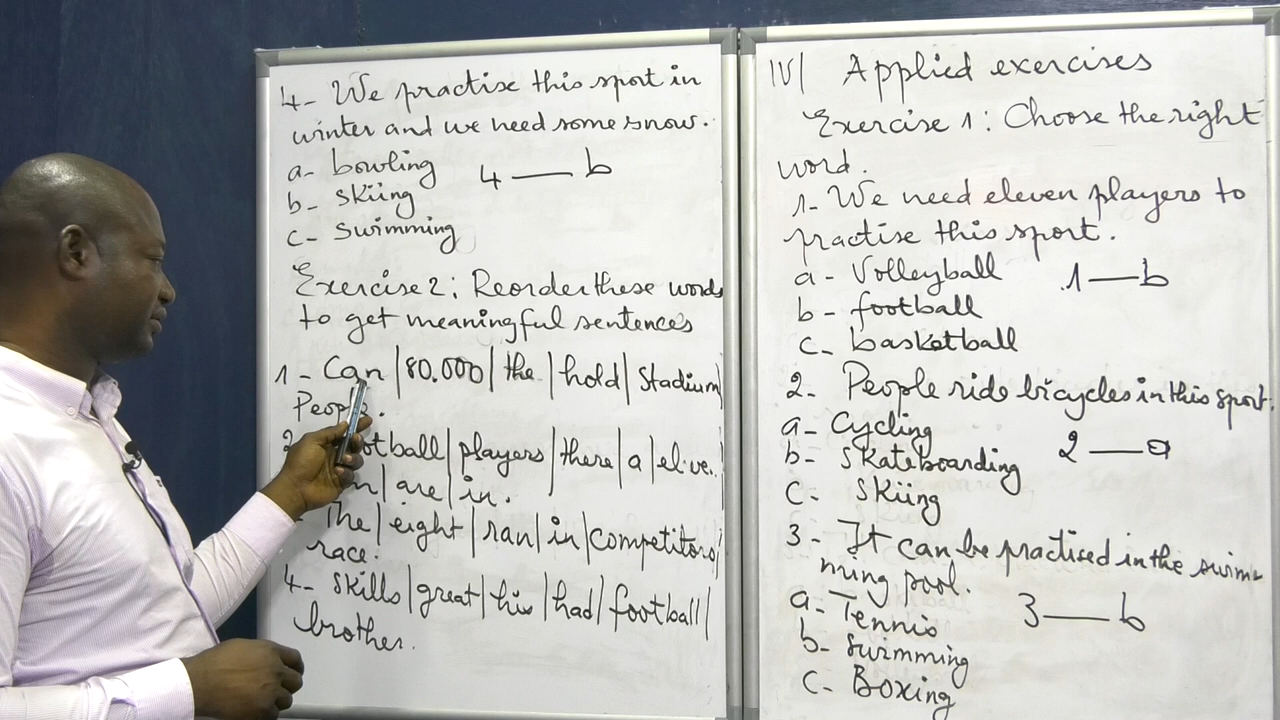 4- We practise this sport in
winter and we need some snow.
a- bowling
b- skiing
c- swimming
4 — b
Exercise 2: Reorder these words
to get meaningful sentences
1- Can | 80.000 | the | hold | stadium |
People.
players | there | a | eleve.
are | in.
The | eight | ran | in | competitors |
race.
4- skills | great | his | had | football |
brother.
IV| Applied exercises
Exercise 1: Choose the right
word.
1- We need eleven players to
practise this sport.
a- Volleyball
b- football
c- basketball
1 — b
2- People ride bicycles in this sport.
a- Cycling
b- Skateboarding
c- Skiing
2 — a
3- It can be practised in the swim-
ming pool.
a- Tennis
b- swimming
c- Boxing
3 — b